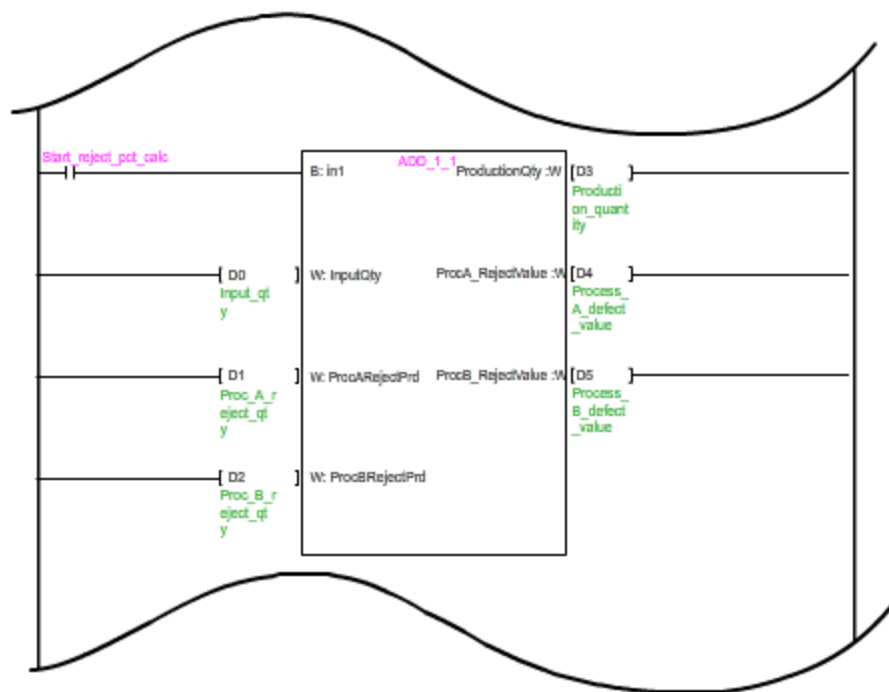 Start_reject_pct_calc
ADD_1_1
B: in1
ProductionQty :W
[D3 ]
Producti
on_quant
ity
[ D0 ]
Input_qt
y
W: InputQty
ProcA_RejectValue :W
[D4 ]
Process_
A_defect
_value
[ D1 ]
Proc_A_r
eject_qt
y
W: ProcARejectPrd
ProcB_RejectValue :W
[D5 ]
Process_
B_defect
_value
[ D2 ]
Proc_B_r
eject_qt
y
W: ProcBRejectPrd